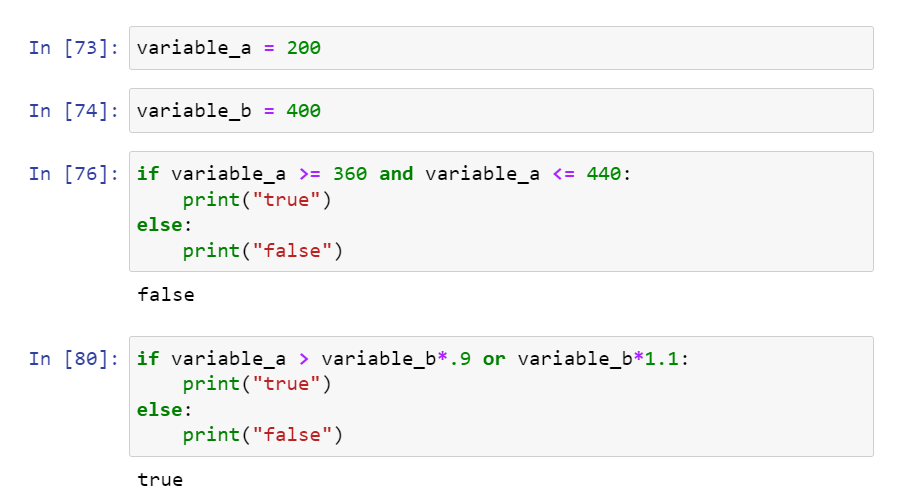 In [73]: variable_a = 200
In [74]: variable_b = 400
In [76]: if variable_a >= 360 and variable_a <= 440:
    print("true")
else:
    print("false")
false
In [80]: if variable_a > variable_b*.9 or variable_b*1.1:
    print("true")
else:
    print("false")
true